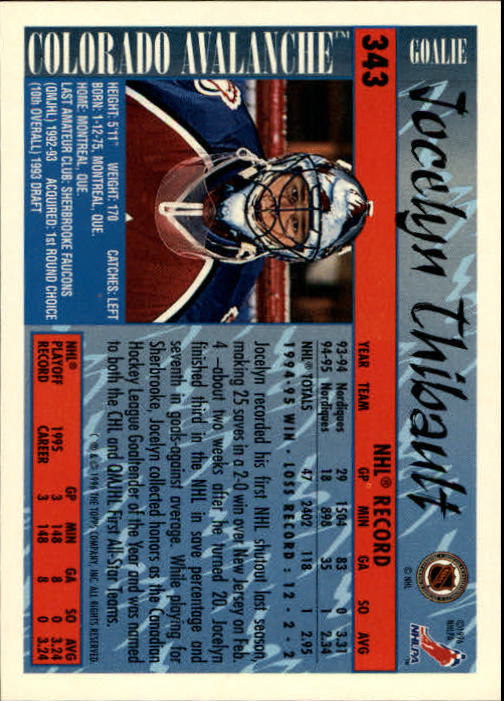 343
GOALIE
Jocelyn Thibault
© NHL
©1996
NHLPA
NHLPA
COLORADO AVALANCHE™
HEIGHT: 5'11" WEIGHT: 170 CATCHES: LEFT
BORN: 1-12-75, MONTREAL, QUE.
HOME: MONTREAL, QUE
LAST AMATEUR CLUB: SHERBROOKE FAUCONS
(QMJHL) 1992-93 ACQUIRED: 1st ROUND CHOICE
(10th OVERALL) 1993 DRAFT
NHL® RECORD
YEAR TEAM GP MIN GA SO AVG
93-94 Nordiques 29 1504 83 0 3.31
94-95 Nordiques 18 898 35 1 2.34
NHL TOTALS 47 2402 118 1 2.95
1994-95 WIN - LOSS RECORD: 12 - 2 - 2
Jocelyn recorded his first NHL shutout last season,
making 25 saves in a 2-0 win over New Jersey on Feb.
4 –about two weeks after he turned 20. Jocelyn
finished third in the NHL in save percentage and
seventh in goals-against average. While playing for
Sherbrooke, Jocelyn collected honors as the Canadian
Hockey League Goaltender of the Year and was named
to both the CHL and QMJHL First All-Star Teams.
© 1996 THE TOPPS COMPANY, INC. ALL RIGHTS RESERVED.
NHL® 1995 GP MIN GA SO AVG
PLAYOFF 3 148 8 0 3.24
RECORD CAREER 3 148 8 0 3.24